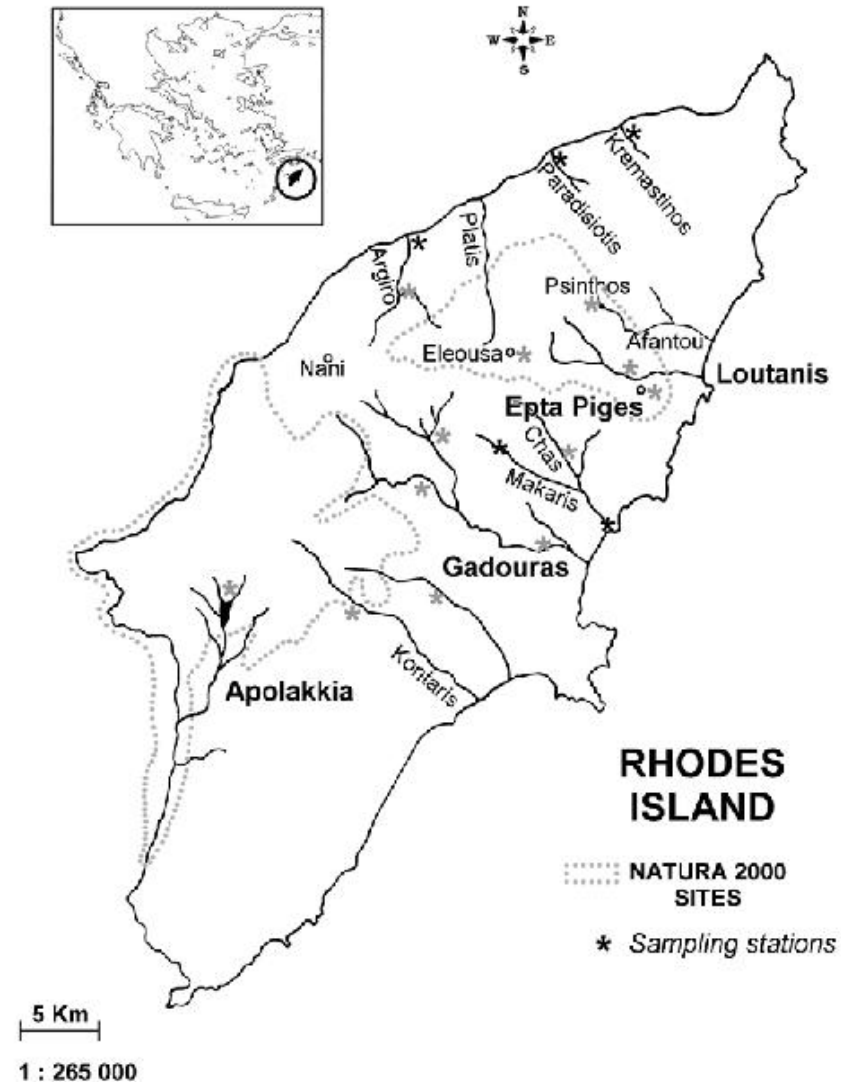 N
W E
S
Kremastinos
Paradisiotis
Platis
Argiro
Psinthos
Afantou
Eleousa
Nani
Loutanis
Epta Piges
Chas
Makaris
Gadouras
Kontaris
Apolakkia
RHODES
ISLAND
NATURA 2000
SITES
* Sampling stations
5 Km
1 : 265 000